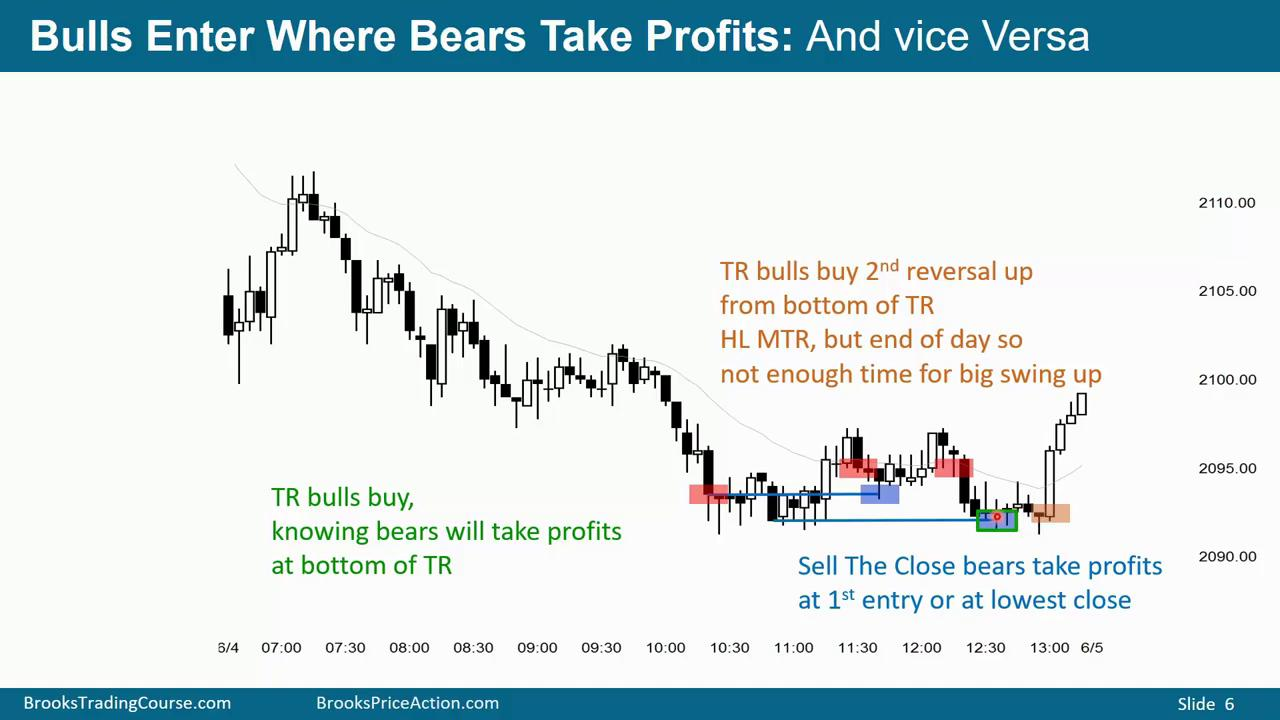 Bulls Enter Where Bears Take Profits: And vice Versa
2110.00
TR bulls buy 2nd reversal up
from bottom of TR
HL MTR, but end of day so
not enough time for big swing up
2105.00
2100.00
2095.00
TR bulls buy,
knowing bears will take profits
at bottom of TR
2090.00
Sell The Close bears take profits
at 1st entry or at lowest close
6/4 07:00 07:30 08:00 08:30 09:00 09:30 10:00 10:30 11:00 11:30 12:00 12:30 13:00 6/5
BrooksTradingCourse.com BrooksPriceAction.com Slide 6